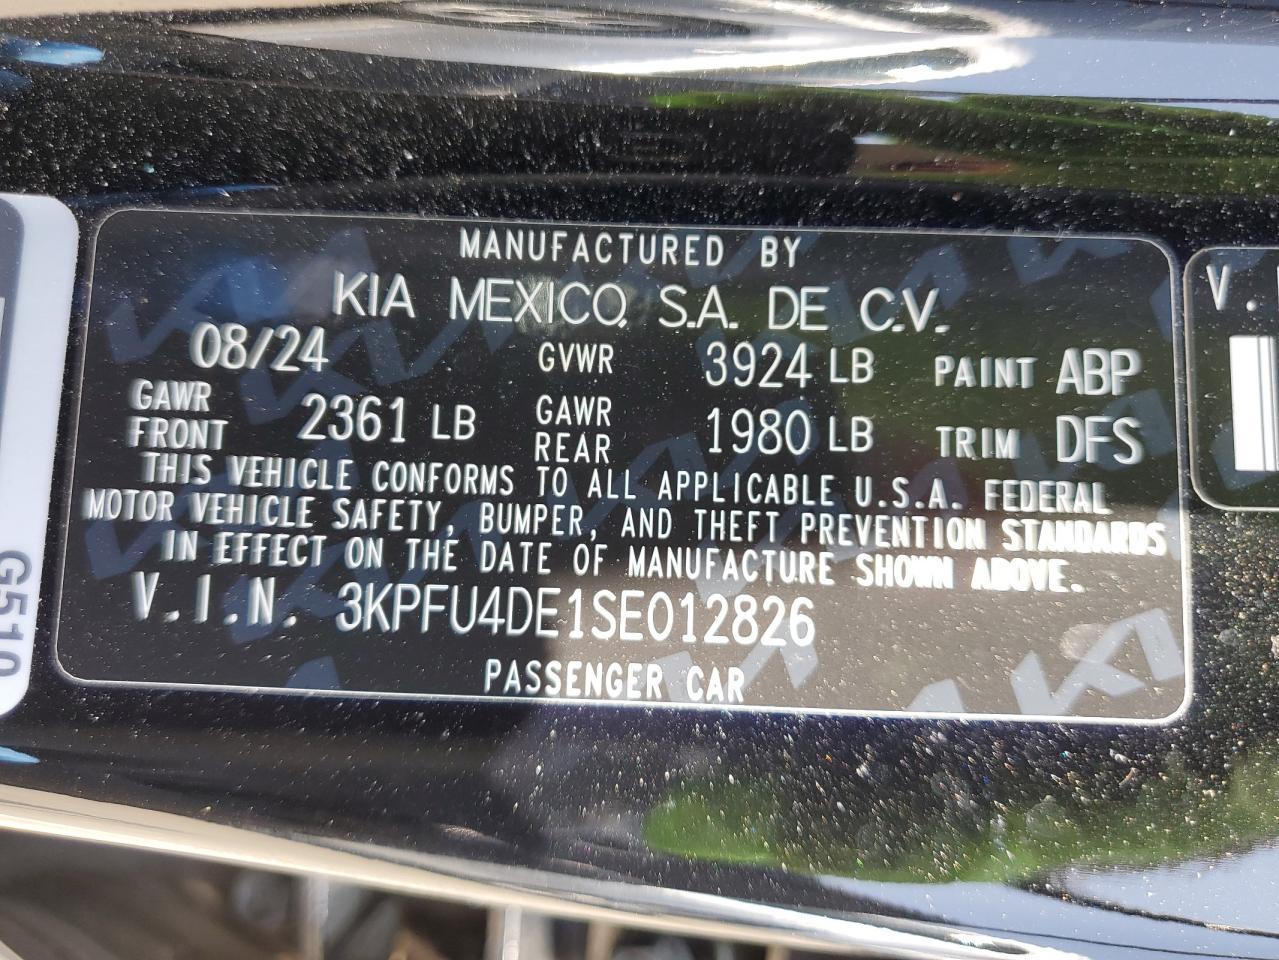 MANUFACTURED BY
KIA MEXICO, S.A. DE C.V.
08/24 GVWR 3924 LB PAINT ABP
GAWR FRONT 2361 LB GAWR REAR 1980 LB TRIM DFS
THIS VEHICLE CONFORMS TO ALL APPLICABLE U.S.A. FEDERAL
MOTOR VEHICLE SAFETY, BUMPER, AND THEFT PREVENTION STANDARDS
IN EFFECT ON THE DATE OF MANUFACTURE SHOWN ABOVE.
V.I.N. 3KPFU4DE1SE012826
PASSENGER CAR
G510
V.